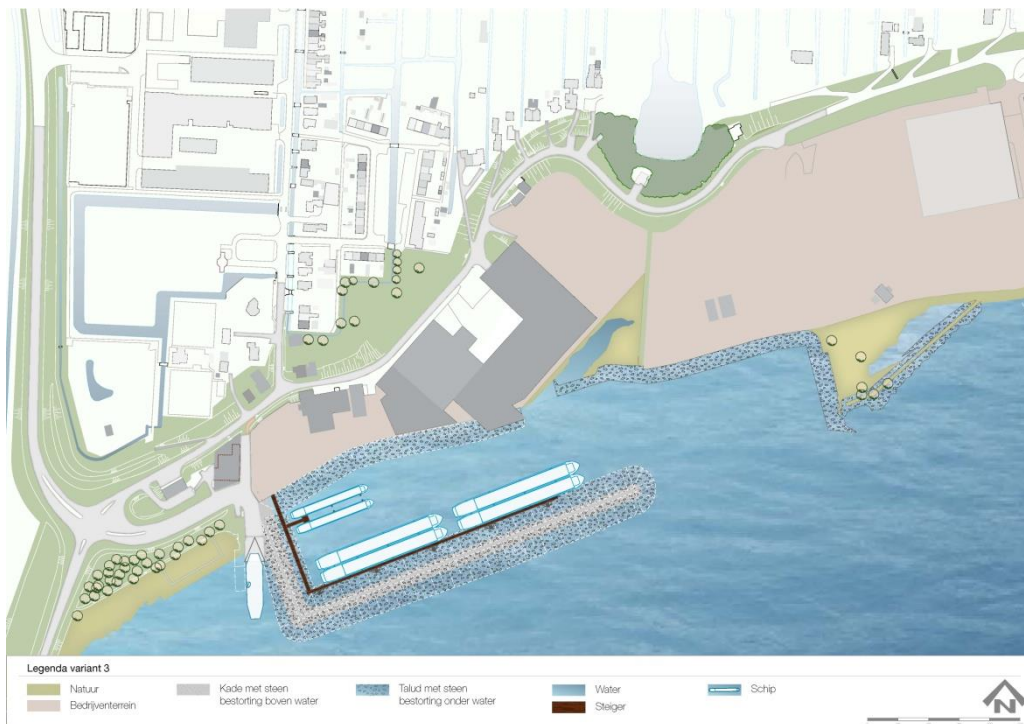 Legenda variant 3
Natuur
Bedrijventerrein
Kade met steen
bestorting boven water
Talud met steen
bestorting onder water
Water
Steiger
Schip